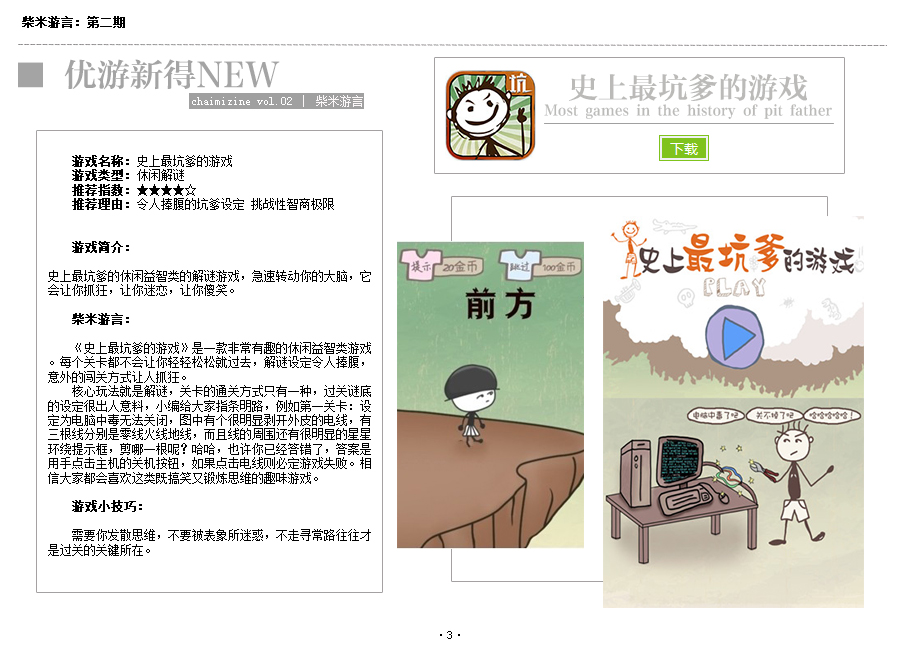 柴米游言：第二期
优游新得NEW
chaimizine vol.02 | 柴米游言
游戏名称：史上最坑爹的游戏
游戏类型：休闲解谜
推荐指数：★★★★☆
推荐理由：令人捧腹的坑爹设定 挑战性智商极限
游戏简介：
史上最坑爹的休闲益智类的解谜游戏，急速转动你的大脑，它
会让你抓狂，让你迷恋，让你傻笑。
柴米游言：
《史上最坑爹的游戏》是一款非常有趣的休闲益智类游戏
。每个关卡都不会让你轻轻松松就过去，解谜设定令人捧腹，
意外的闯关方式让人抓狂。
核心玩法就是解谜，关卡的通关方式只有一种，过关谜底
的设定很出人意料，小编给大家指条明路，例如第一关卡：设
定为电脑中毒无法关闭，图中有个很明显剥开外皮的电线，有
三根线分别是零线火线地线，而且线的周围还有很明显的星星
环绕提示框，剪哪一根呢？哈哈，也许你已经答错了，答案是
用手点击主机的关机按钮，如果点击电线则必定游戏失败。相
信大家都会喜欢这类既搞笑又锻炼思维的趣味游戏。
游戏小技巧：
需要你发散思维，不要被表象所迷惑，不走寻常路往往才
是过关的关键所在。
坑
史上最坑爹的游戏
Most games in the history of pit father
下载
提示 20金币 跳过 100金币
前方
史上最坑爹的游戏
PLAY
电脑中毒了吧 关不掉了吧 哈哈哈哈哈！
·3·